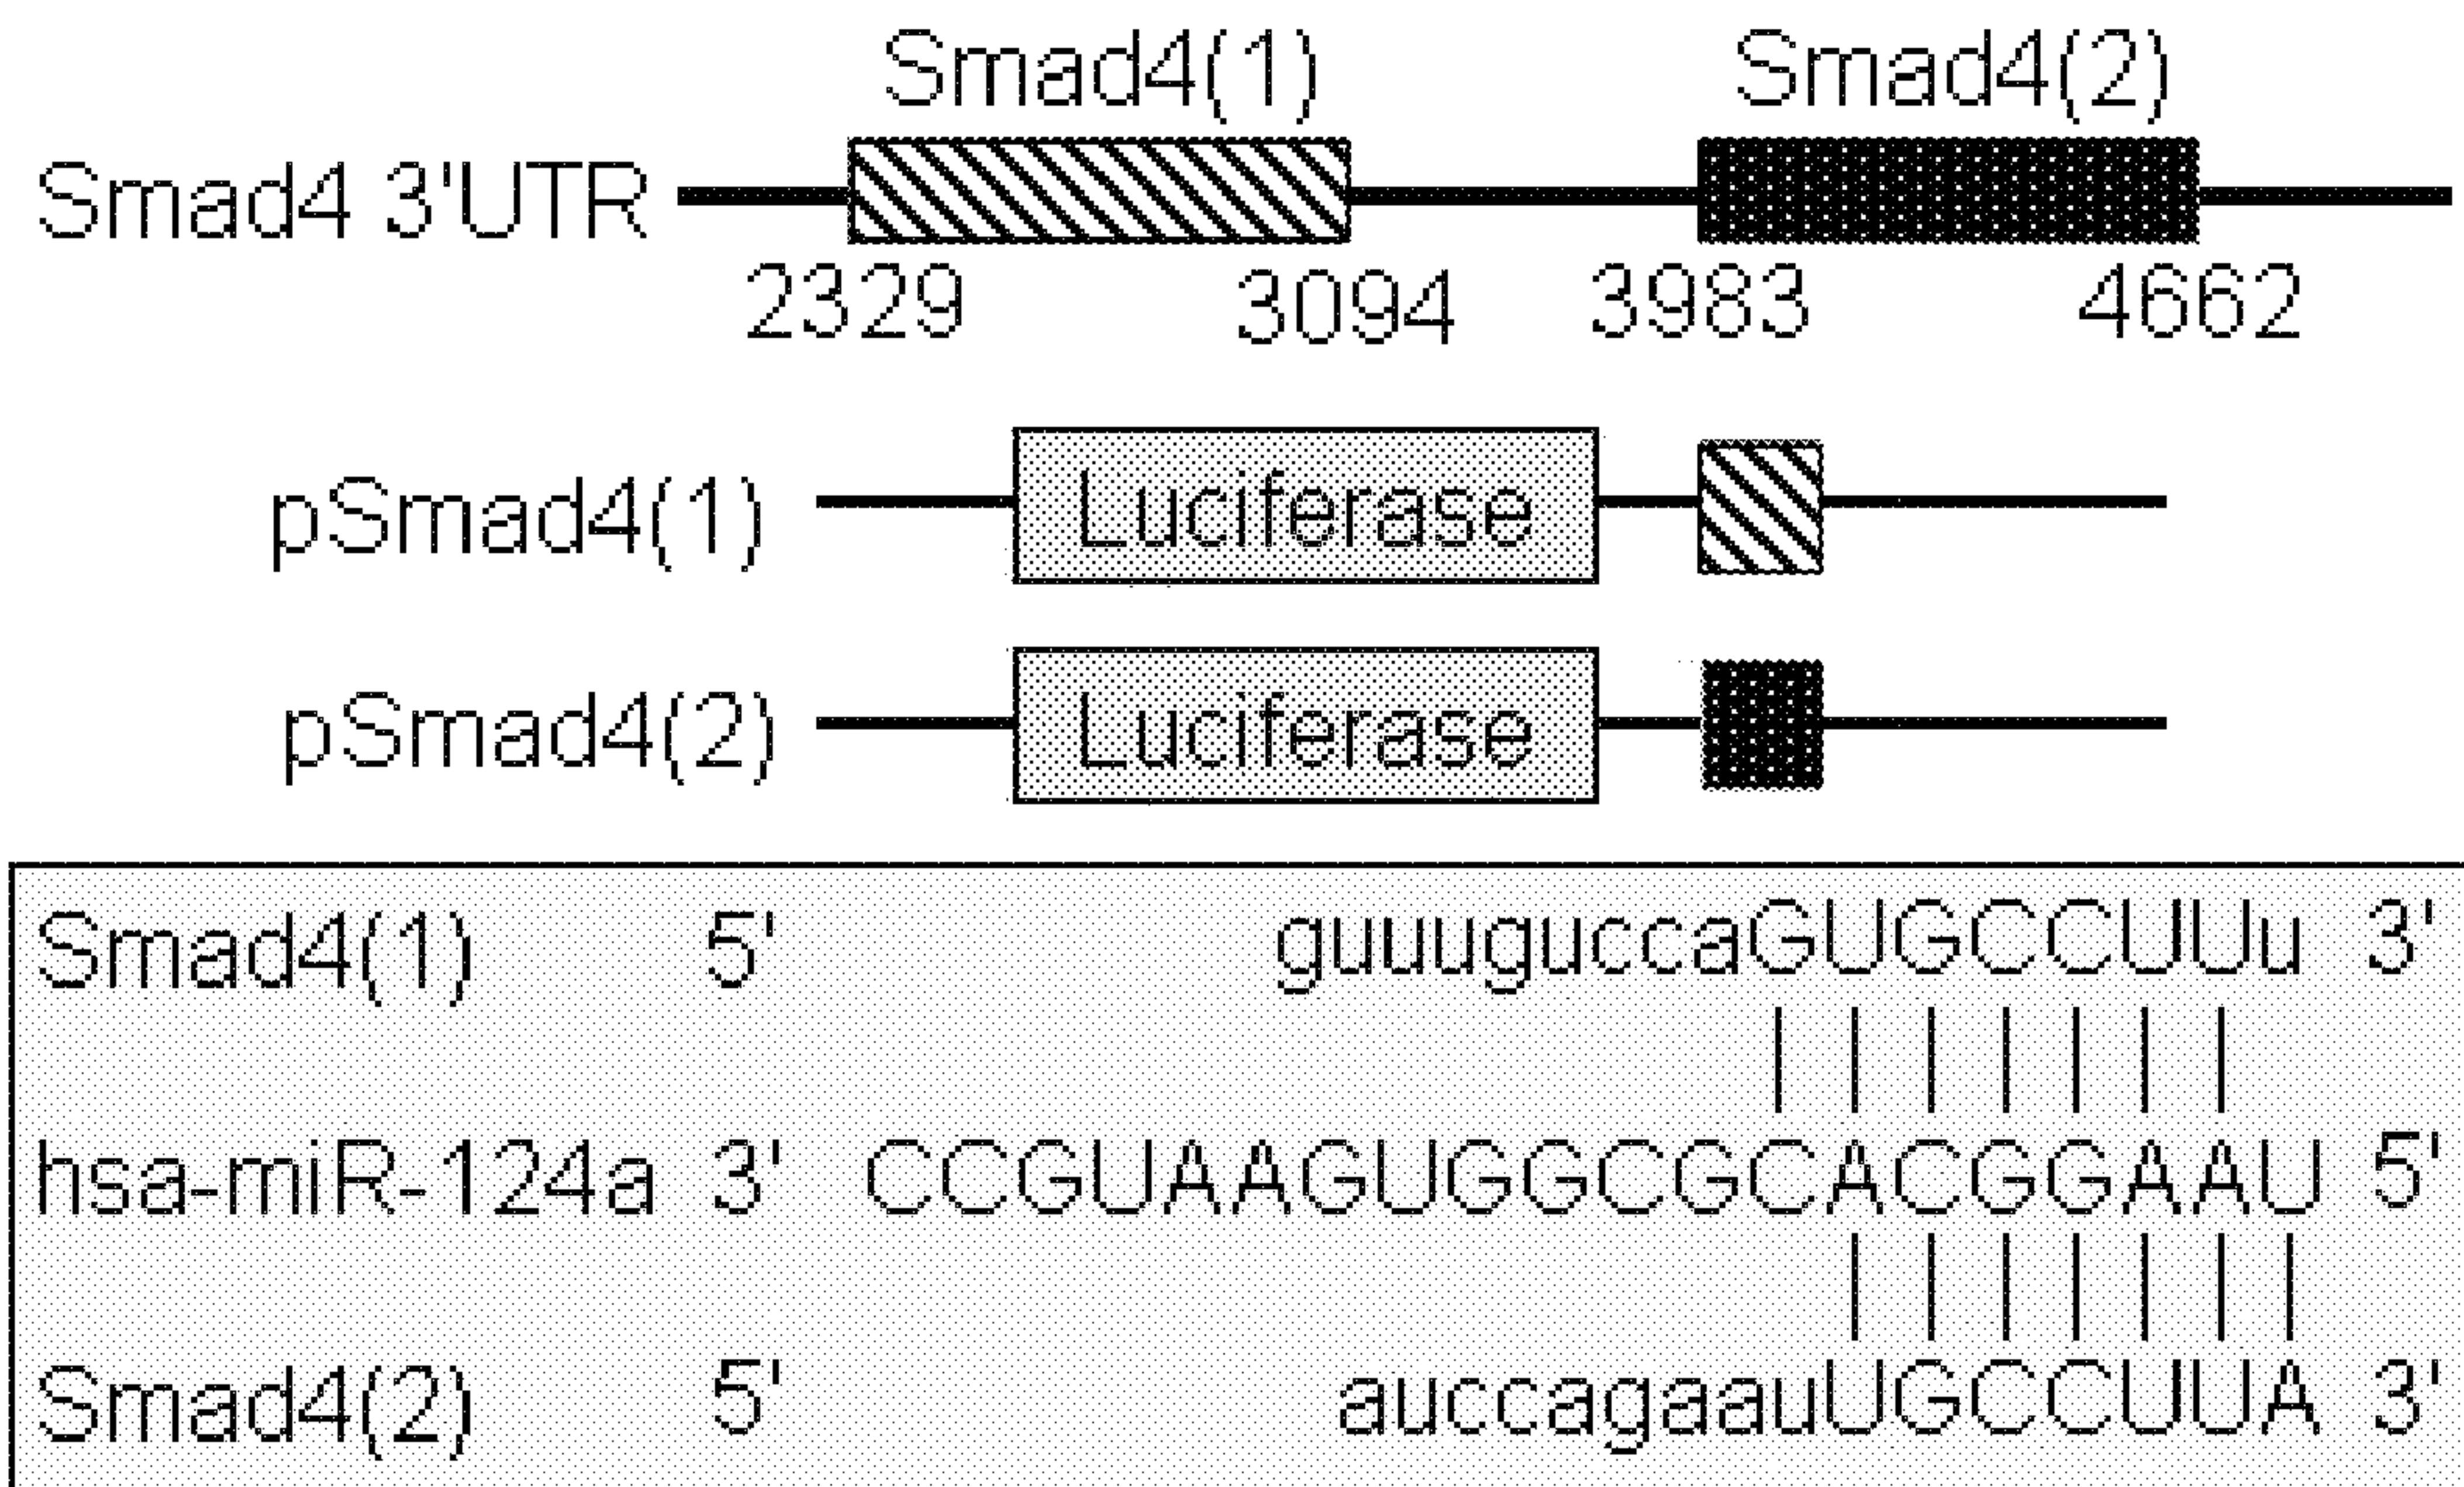 Smad4(1) Smad4(2)
Smad4 3'UTR
2329 3094 3983 4662
pSmad4(1) Luciferase
pSmad4(2) Luciferase
Smad4(1) 5' guuuguccaGUGCCUUu 3'
hsa-miR-124a 3' CCGUAAGUGGCGCACGGAAU 5'
Smad4(2) 5' auccagaauUGCCUUA 3'